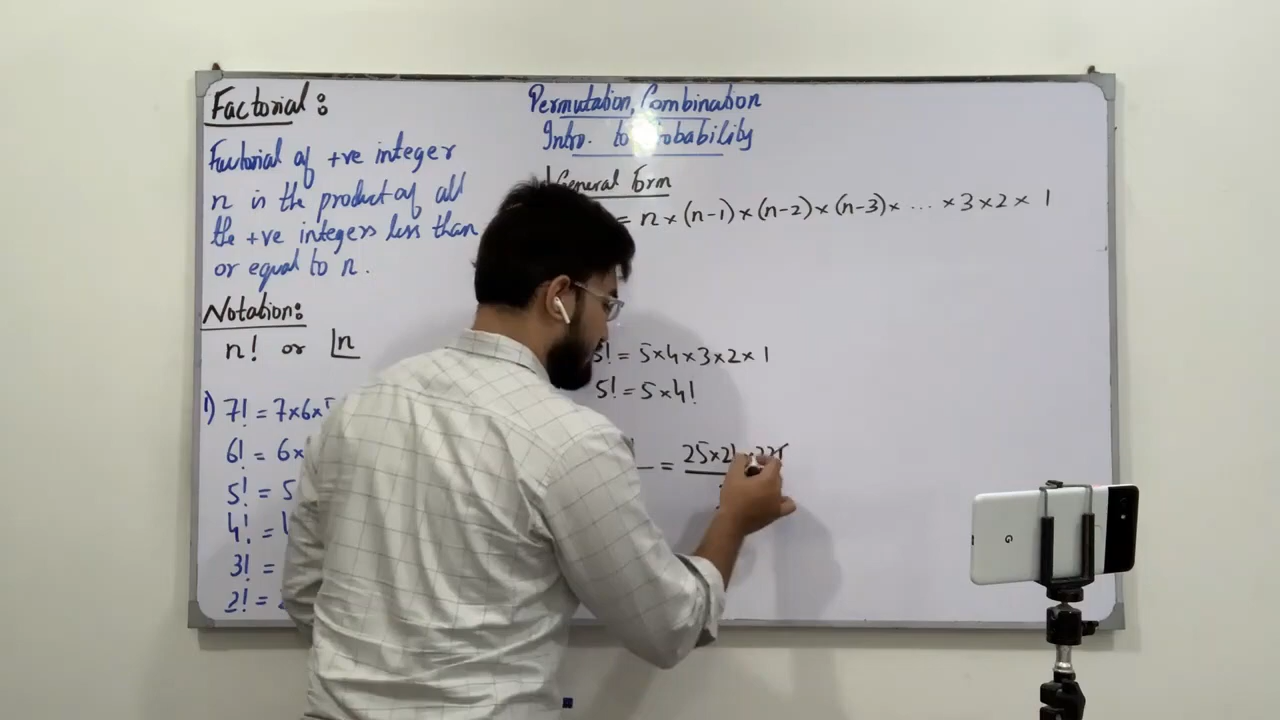 Factorial:
Factorial of +ve integer
n is the product of all
the +ve integers less than
or equal to n.
Notation:
n! or |n
1) 7! = 7×6×5
6! = 6×
5! = 5
4! = 4
3! =
2! =
Permutation, Combination
Intro. to Probability
General Form
= n×(n-1)×(n-2)×(n-3)× ... ×3×2×1
5! = 5×4×3×2×1
5! = 5×4!
= 25×2
G